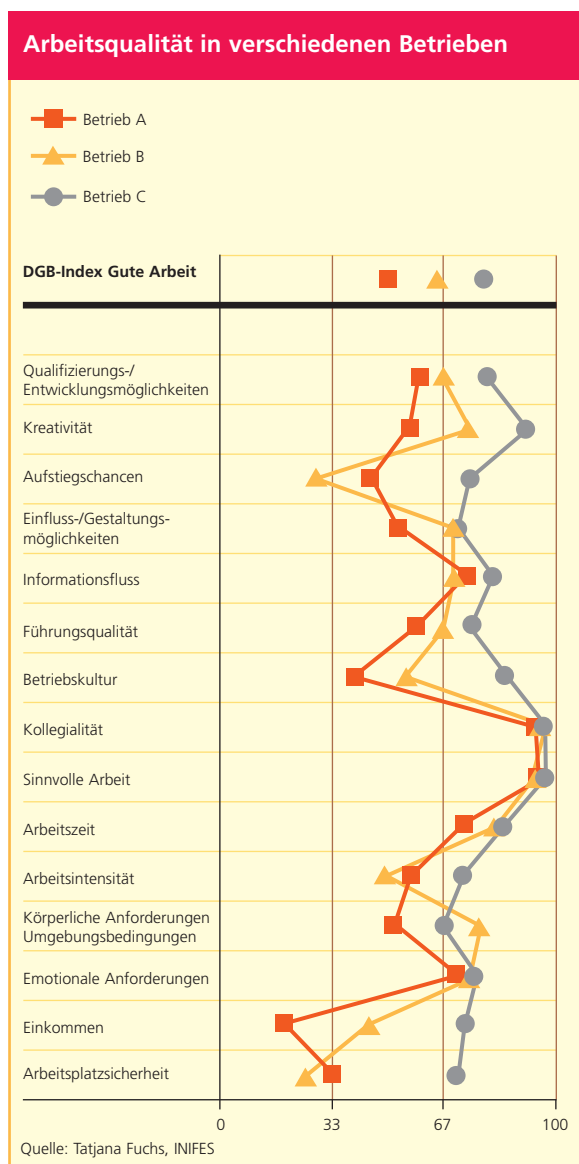 Arbeitsqualität in verschiedenen Betrieben
Betrieb A
Betrieb B
Betrieb C
DGB-Index Gute Arbeit
Qualifizierungs-/
Entwicklungsmöglichkeiten
Kreativität
Aufstiegschancen
Einfluss-/Gestaltungs-
möglichkeiten
Informationsfluss
Führungsqualität
Betriebskultur
Kollegialität
Sinnvolle Arbeit
Arbeitszeit
Arbeitsintensität
Körperliche Anforderungen
Umgebungsbedingungen
Emotionale Anforderungen
Einkommen
Arbeitsplatzsicherheit
0 33 67 100
Quelle: Tatjana Fuchs, INIFES